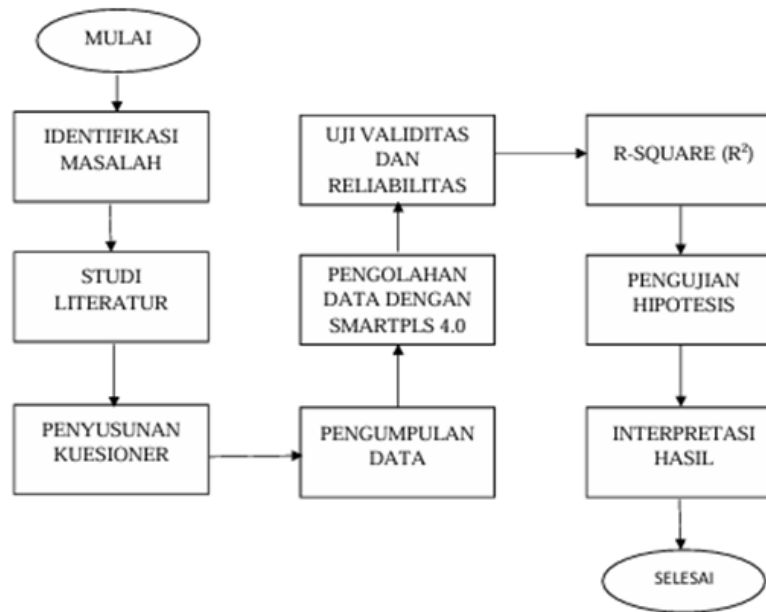 MULAI
IDENTIFIKASI
MASALAH
STUDI
LITERATUR
PENYUSUNAN
KUESIONER
PENGUMPULAN
DATA
PENGOLAHAN
DATA DENGAN
SMARTPLS 4.0
UJI VALIDITAS
DAN
RELIABILITAS
R-SQUARE (R²)
PENGUJIAN
HIPOTESIS
INTERPRETASI
HASIL
SELESAI